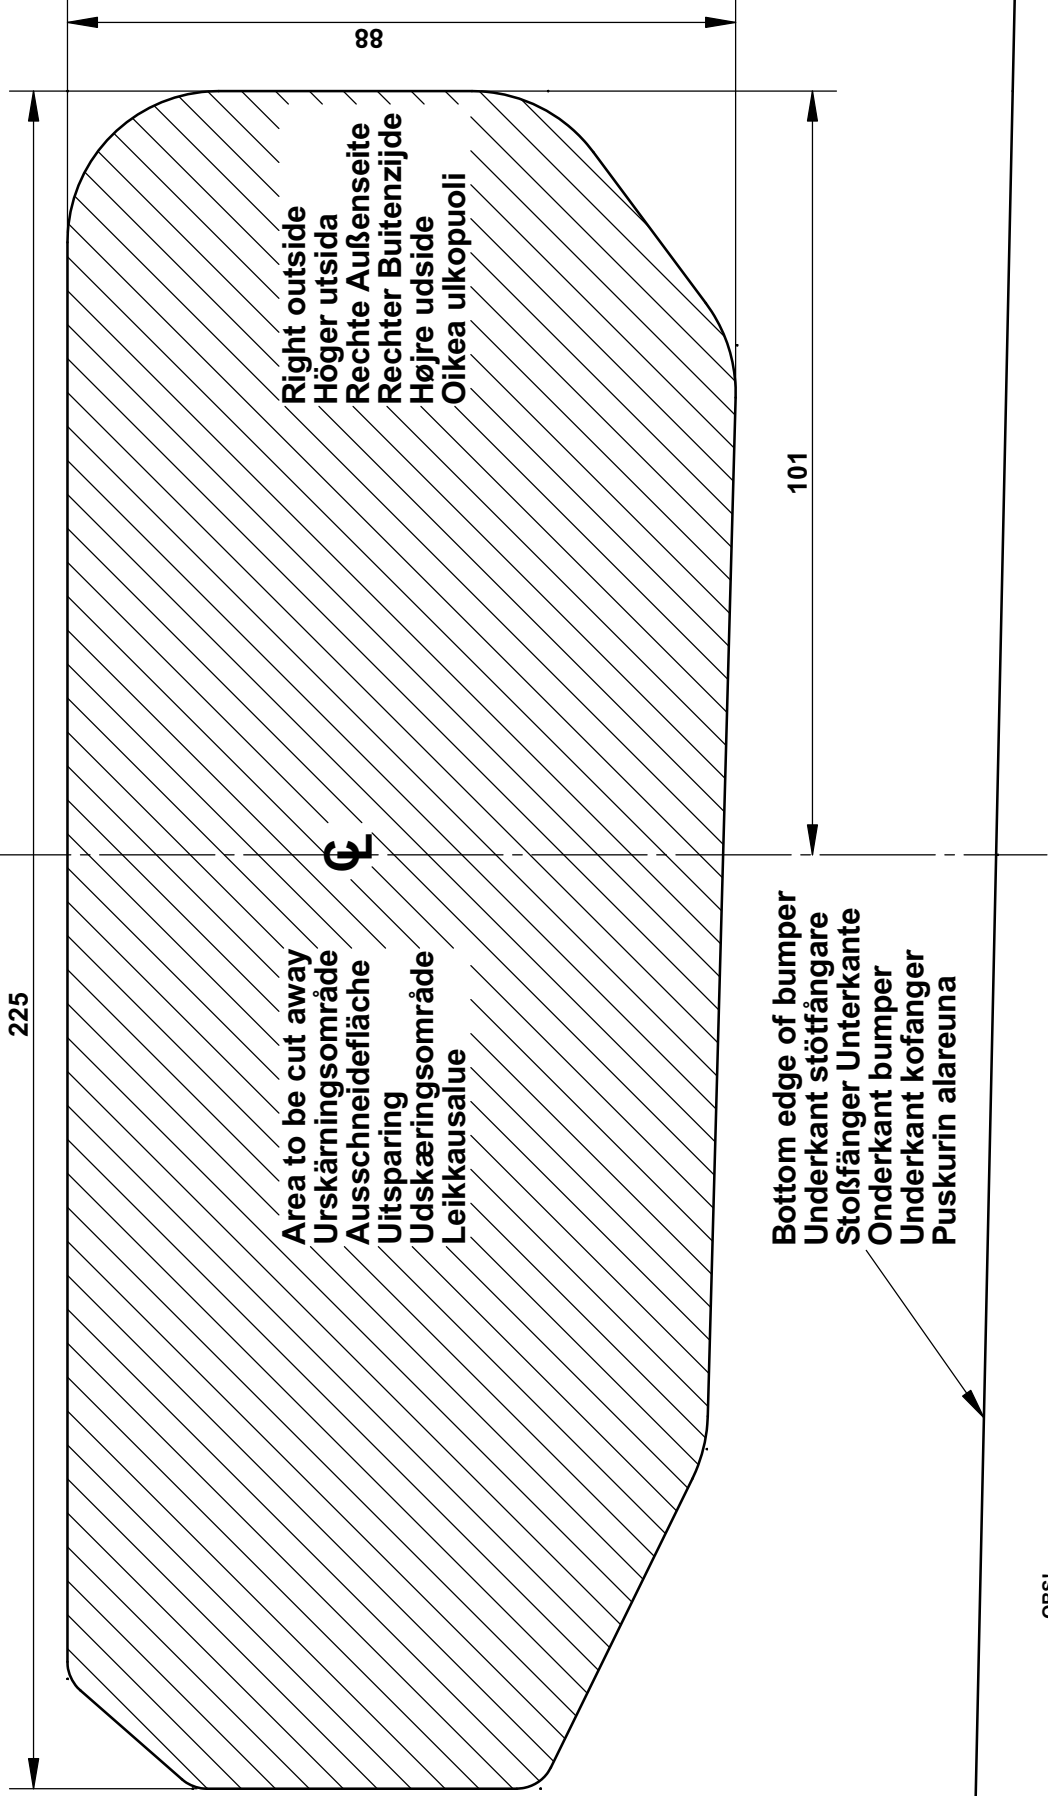 225
88
Area to be cut away
Urskärningsområde
Ausschneidefläche
Uitsparing
Udskæringsområde
Leikkausalue
℄
Right outside
Höger utsida
Rechte Außenseite
Rechter Buitenzijde
Højre udside
Oikea ulkopuoli
101
Bottom edge of bumper
Underkant stötfångare
Stoßfänger Unterkante
Onderkant bumper
Underkant kofanger
Puskurin alareuna
OBS!